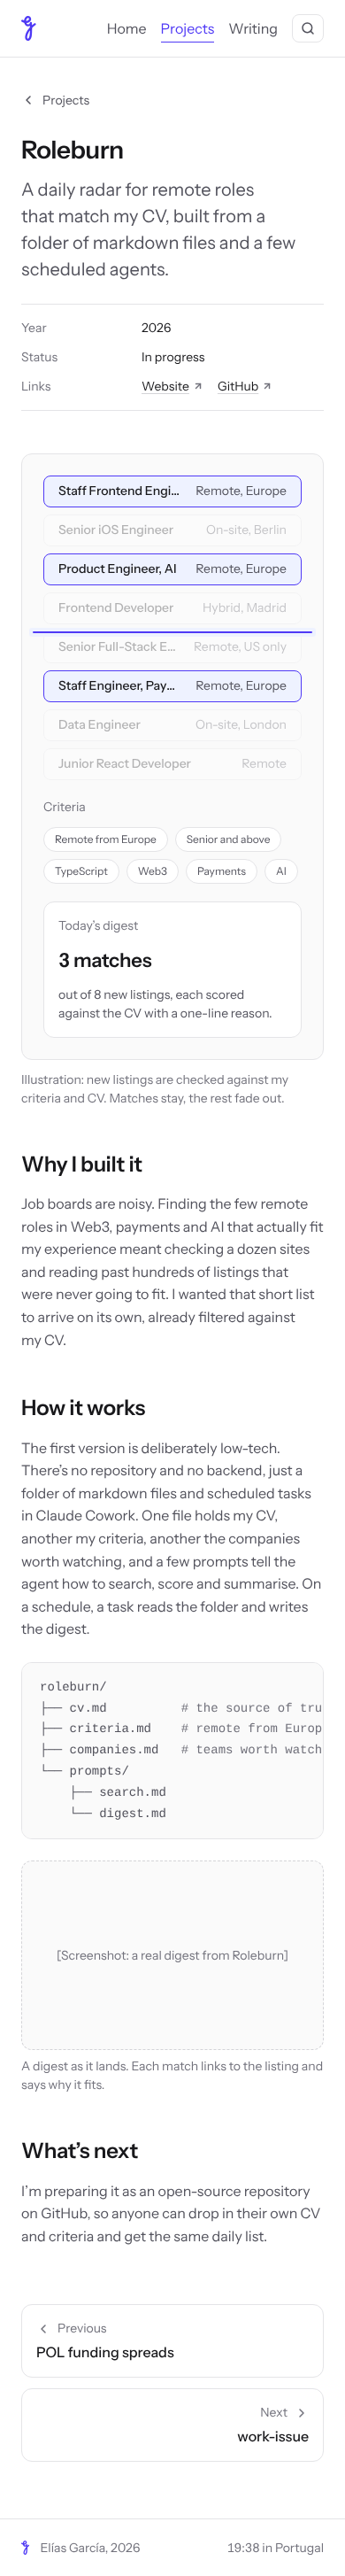 Home Projects Writing
Projects
Roleburn
A daily radar for remote roles
that match my CV, built from a
folder of markdown files and a few
scheduled agents.
Year 2026
Status In progress
Links Website GitHub
Staff Frontend Engi... Remote, Europe
Senior iOS Engineer On-site, Berlin
Product Engineer, AI Remote, Europe
Frontend Developer Hybrid, Madrid
Senior Full-Stack E... Remote, US only
Staff Engineer, Pay... Remote, Europe
Data Engineer On-site, London
Junior React Developer Remote
Criteria
Remote from Europe Senior and above
TypeScript Web3 Payments AI
Today's digest
3 matches
out of 8 new listings, each scored
against the CV with a one-line reason.
Illustration: new listings are checked against my
criteria and CV. Matches stay, the rest fade out.
Why I built it
Job boards are noisy. Finding the few remote
roles in Web3, payments and AI that actually fit
my experience meant checking a dozen sites
and reading past hundreds of listings that
were never going to fit. I wanted that short list
to arrive on its own, already filtered against
my CV.
How it works
The first version is deliberately low-tech.
There's no repository and no backend, just a
folder of markdown files and scheduled tasks
in Claude Cowork. One file holds my CV,
another my criteria, another the companies
worth watching, and a few prompts tell the
agent how to search, score and summarise. On
a schedule, a task reads the folder and writes
the digest.
roleburn/
├── cv.md # the source of tru
├── criteria.md # remote from Europ
├── companies.md # teams worth watch
└── prompts/
├── search.md
└── digest.md
[Screenshot: a real digest from Roleburn]
A digest as it lands. Each match links to the listing and
says why it fits.
What's next
I'm preparing it as an open-source repository
on GitHub, so anyone can drop in their own CV
and criteria and get the same daily list.
Previous
POL funding spreads
Next
work-issue
Elías García, 2026 19:38 in Portugal